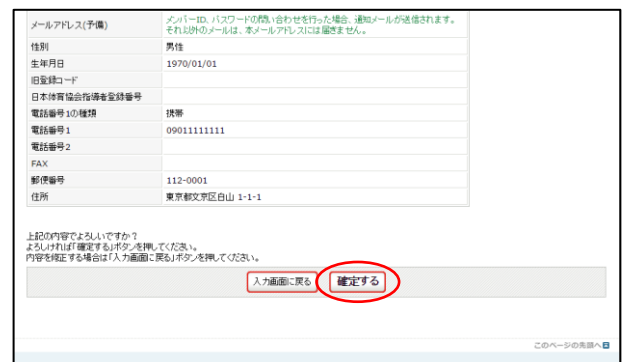 メンバーID、パスワードの問い合わせを行った場合、通知メールが送信されます。
メールアドレス(予備)
それ以外のメールは、本メールアドレスには届きません。
性別 男性
生年月日 1970/01/01
旧登録コード
日本体育協会指導者登録番号
電話番号1の種類 携帯
電話番号1 09011111111
電話番号2
FAX
郵便番号 112-0001
住所 東京都文京区白山 1-1-1
上記の内容でよろしいですか？
よろしければ「確定する」ボタンを押してください。
内容を修正する場合は「入力画面に戻る」ボタンを押してください。
入力画面に戻る 確定する
このページの先頭へ